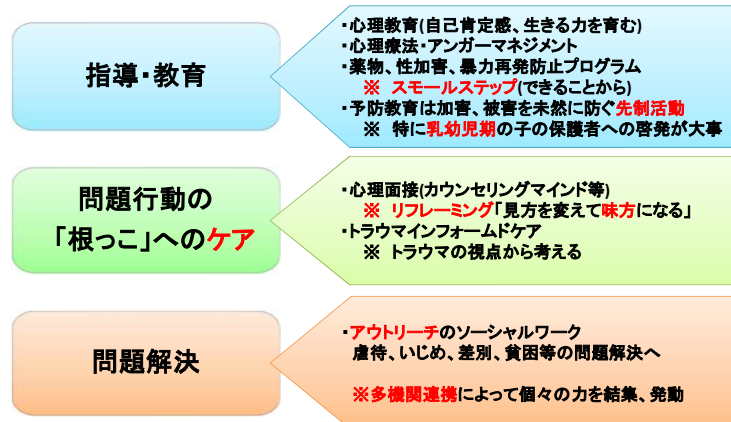 指導・教育
・心理教育(自己肯定感、生きる力を育む)
・心理療法・アンガーマネジメント
・薬物、性加害、暴力再発防止プログラム
※ スモールステップ(できることから)
・予防教育は加害、被害を未然に防ぐ先制活動
※ 特に乳幼児期の子の保護者への啓発が大事
問題行動の
「根っこ」へのケア
・心理面接(カウンセリングマインド等)
※ リフレーミング「見方を変えて味方になる」
・トラウマインフォームドケア
※ トラウマの視点から考える
問題解決
・アウトリーチのソーシャルワーク
虐待、いじめ、差別、貧困等の問題解決へ
※多機関連携によって個々の力を結集、発動